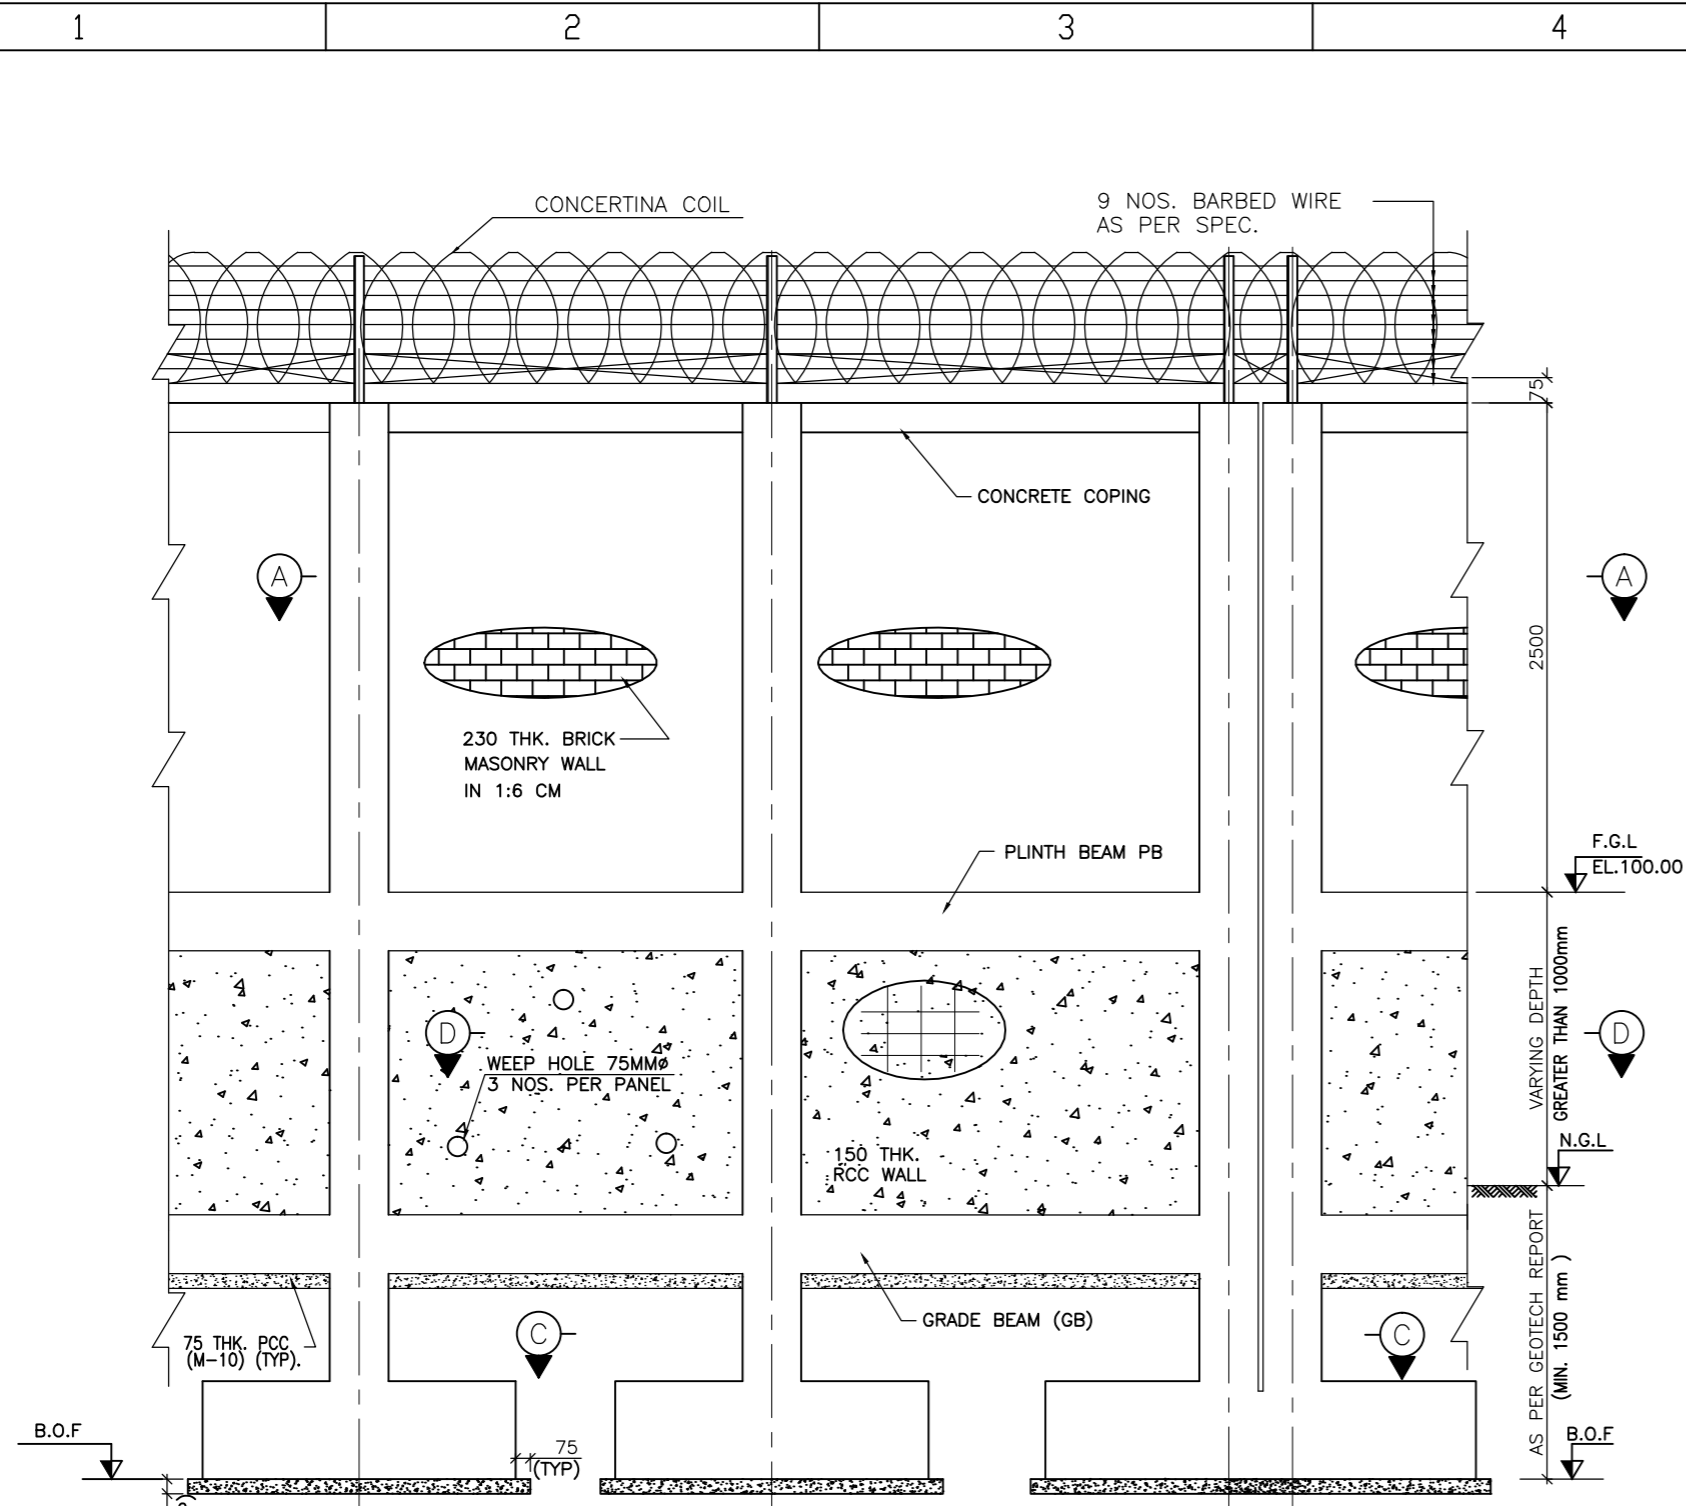 1 2 3 4
CONCERTINA COIL
9 NOS. BARBED WIRE
AS PER SPEC.
75
CONCRETE COPING
A
A
2500
230 THK. BRICK
MASONRY WALL
IN 1:6 CM
PLINTH BEAM PB
F.G.L
EL.100.00
VARYING DEPTH
GREATER THAN 1000mm
D
D
WEEP HOLE 75MMØ
3 NOS. PER PANEL
150 THK.
RCC WALL
N.G.L
AS PER GEOTECH REPORT
(MIN. 1500 mm )
GRADE BEAM (GB)
75 THK. PCC
(M-10) (TYP).
C
C
B.O.F
75
(TYP)
B.O.F